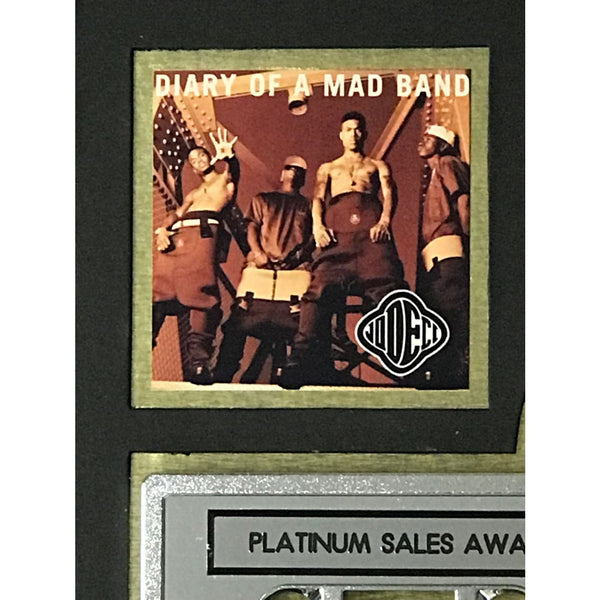 DIARY OF A MAD BAND
JODECI
PLATINUM SALES AWA